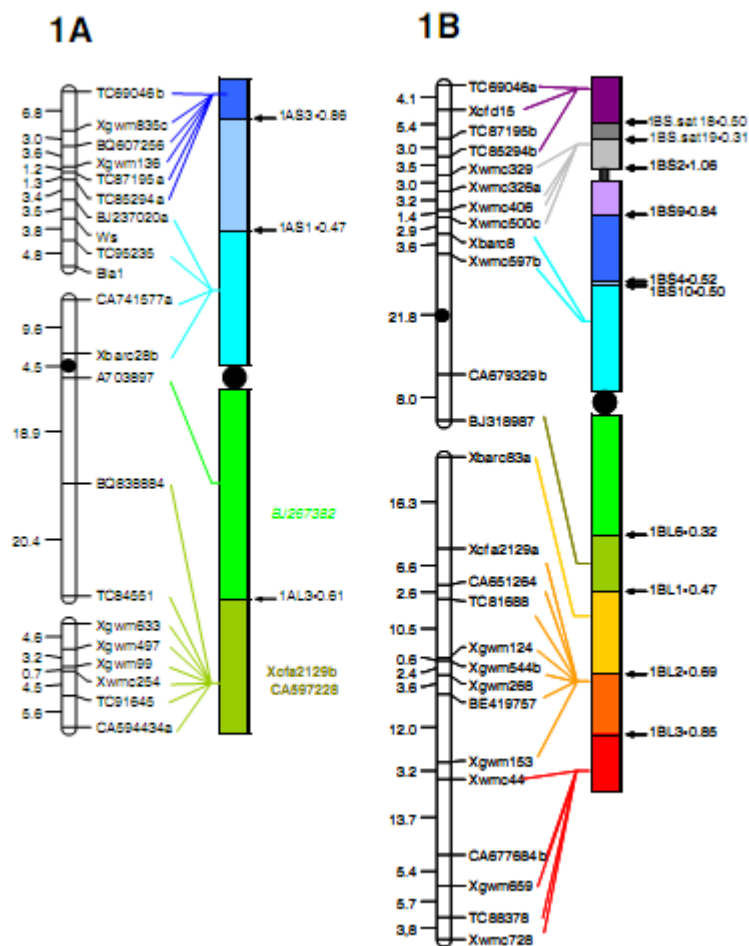 1A
TC69046b
6.8
Xgwm835c
3.0
BQ607256
3.6
Xgwm136
1.2
TC87195a
1.3
TC85294a
3.4
BJ237020a
3.5
Ws
3.8
TC95235
4.8
Bla1
CA741577a
9.6
Xbarc28b
4.5
A703897
18.9
BQ838884
20.4
TC84551
Xgwm633
4.6
Xgwm497
3.2
Xgwm99
0.7
Xwmc254
4.5
TC91645
5.6
CA594434a
1AS3-0.86
1AS1-0.47
BJ267382
1AL3-0.61
Xcfa2129b
CA597228
1B
TC69046a
4.1
Xcfd15
5.4
TC87195b
3.0
TC85294b
3.5
Xwmc329
3.0
Xwmc326a
3.2
Xwmc406
1.4
Xwmc500c
2.9
Xbarc8
3.6
Xwmc597b
21.8
CA679329b
8.0
BJ318987
Xbarc83a
16.3
Xcfa2129a
6.6
CA651264
2.6
TC81688
10.5
Xgwm124
0.6
Xgwm544b
2.4
Xgwm268
3.6
BE419757
12.0
Xgwm153
3.2
Xwmc44
13.7
CA677684b
5.4
Xgwm659
5.7
TC88378
3,8
Xwmc728
1BS.sat18-0.50
1BS.sat19-0.31
1BS2-1.06
1BS9-0.84
1BS4-0.52
1BS10-0.50
1BL6-0.32
1BL1-0.47
1BL2-0.69
1BL3-0.85